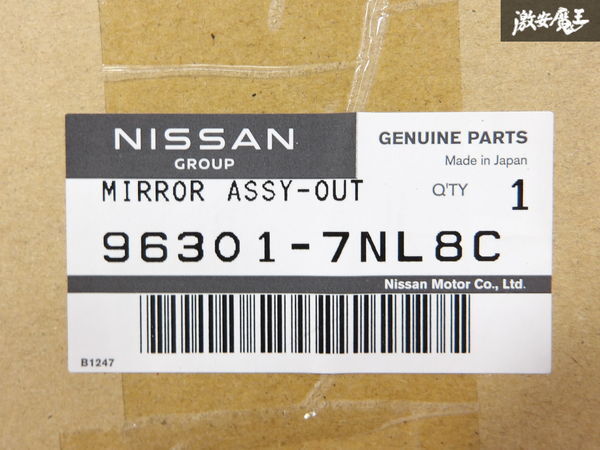 激安魔王
NISSAN
GROUP
GENUINE PARTS
Made in Japan
MIRROR ASSY-OUT
Q'TY 1
96301-7NL8C
Nissan Motor Co., Ltd.
B1247